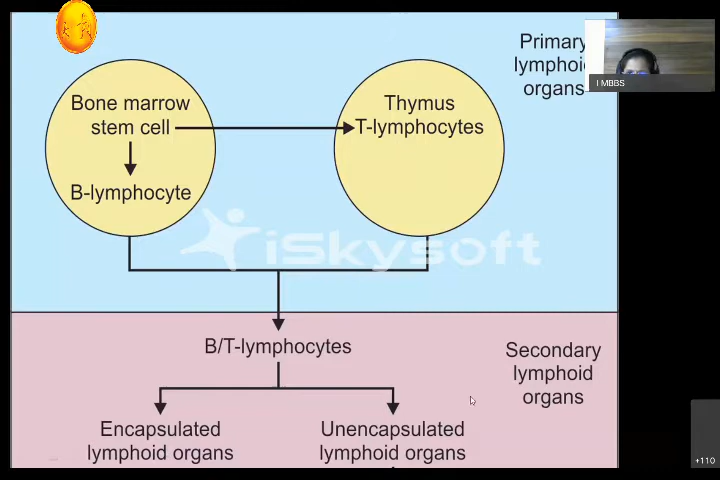 Primary
lymphoid
organs
I MBBS
Bone marrow
stem cell
B-lymphocyte
Thymus
T-lymphocytes
iSkysoft
B/T-lymphocytes
Secondary
lymphoid
organs
Encapsulated
lymphoid organs
Unencapsulated
lymphoid organs
+110